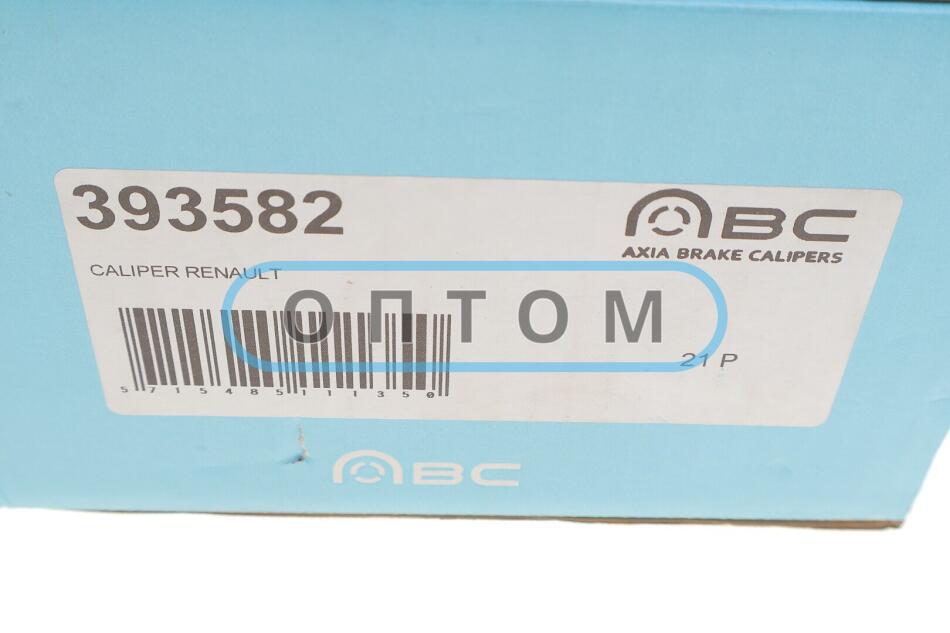 393582
ABC
AXIA BRAKE CALIPERS
CALIPER RENAULT
ОПТОМ
21 P
5715485111350
ABC